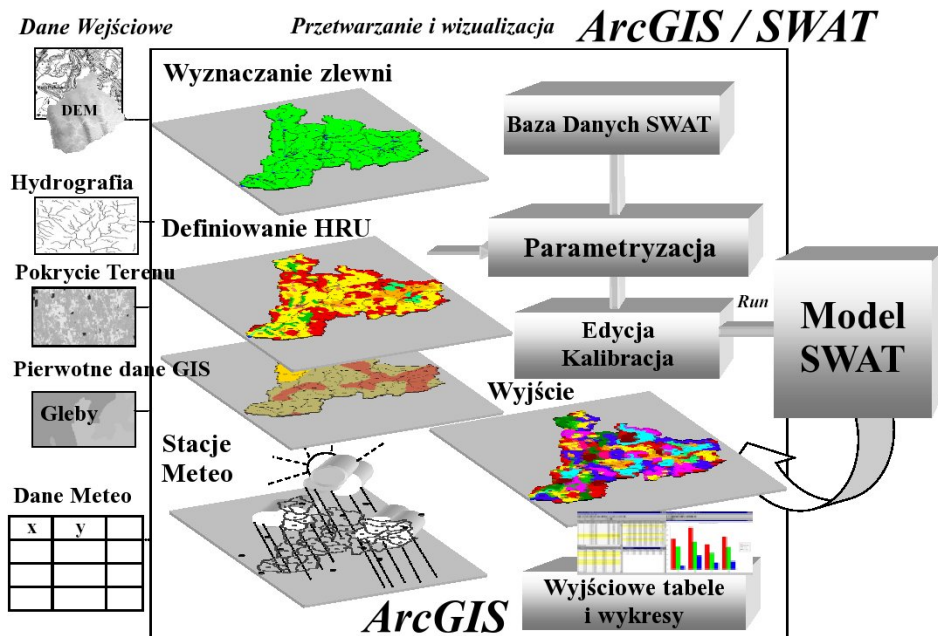 Dane Wejściowe
Przetwarzanie i wizualizacja
ArcGIS / SWAT
DEM
Wyznaczanie zlewni
Baza Danych SWAT
Hydrografia
Definiowanie HRU
Parametryzacja
Pokrycie Terenu
Edycja
Kalibracja
Run
Model
SWAT
Pierwotne dane GIS
Gleby
Wyjście
Stacje
Meteo
Dane Meteo
x y
ArcGIS
Wyjściowe tabele
i wykresy